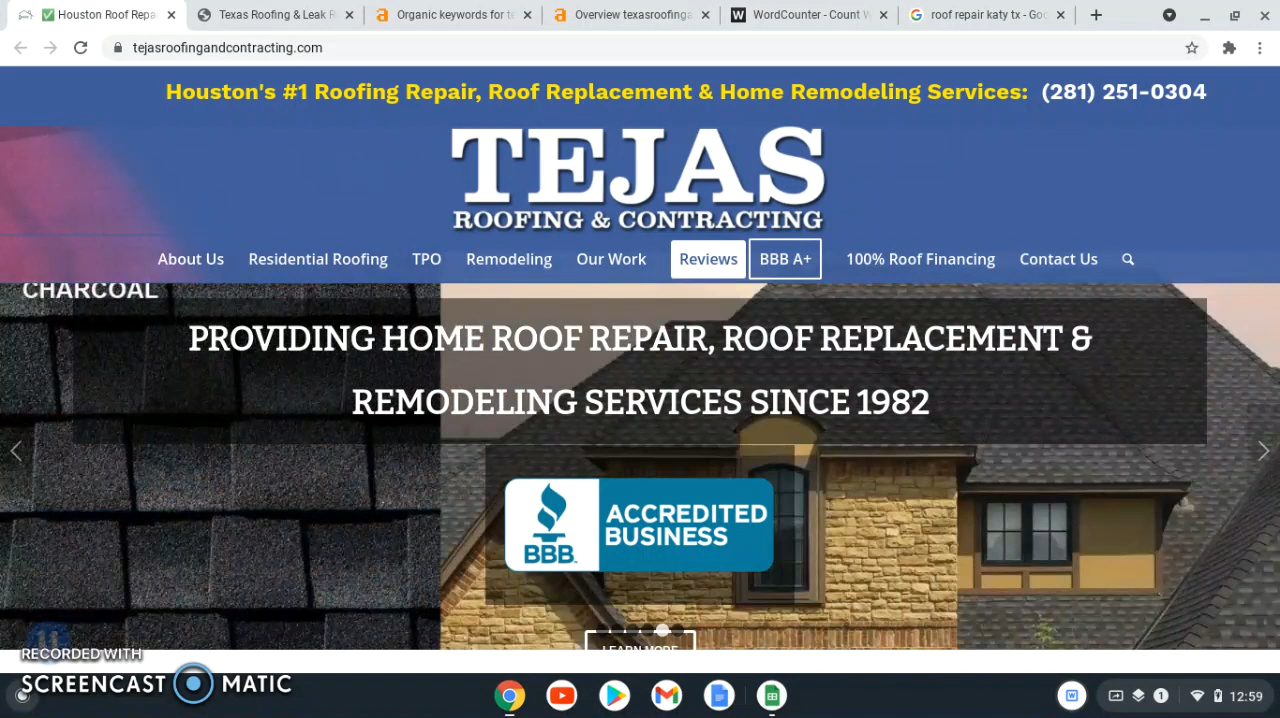 Houston's Roof Repa
Texas Roofing & Leak R
Organic keywords for te
Overview texasroofinga
WordCounter - Count W
roof repair katy tx - Goo
tejasroofingandcontracting.com
Houston's #1 Roofing Repair, Roof Replacement & Home Remodeling Services: (281) 251-0304
TEJAS
ROOFING & CONTRACTING
About Us
Residential Roofing
TPO
Remodeling
Our Work
Reviews
BBB A+
100% Roof Financing
Contact Us
CHARCOAL
PROVIDING HOME ROOF REPAIR, ROOF REPLACEMENT &
REMODELING SERVICES SINCE 1982
BBB
ACCREDITED
BUSINESS
LEARN MORE
RECORDED WITH
SCREENCAST MATIC
1
12:59